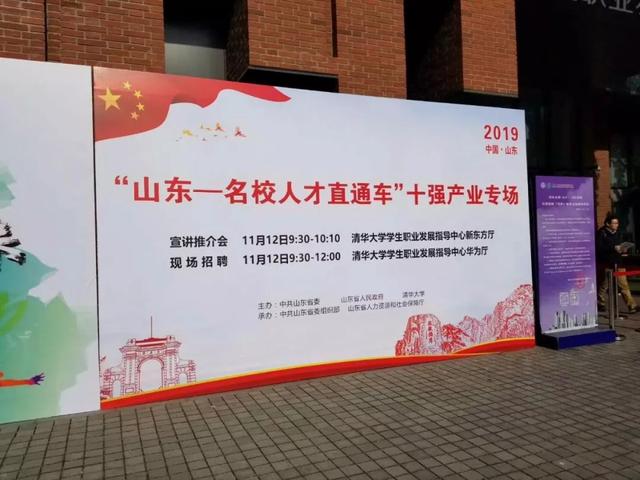 职业发
2019
中国·山东
“山东—名校人才直通车”十强产业专场
宣讲推介会 11月12日9:30-10:10 清华大学学生职业发展指导中心新东方厅
现场招聘 11月12日9:30-12:00 清华大学学生职业发展指导中心华为厅
主办：中共山东省委 山东省人民政府 清华大学
承办：中共山东省委组织部 山东省人力资源和社会保障厅